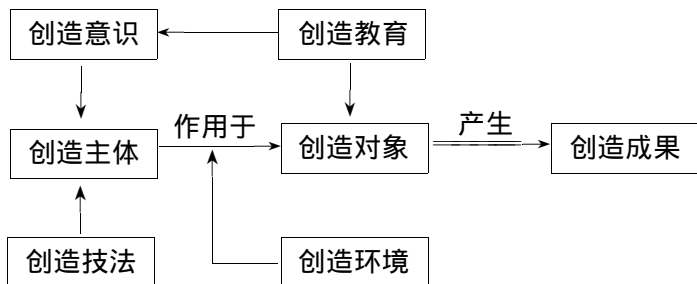 创造意识
创造教育
作用于
产生
创造主体
创造对象
创造成果
创造技法
创造环境